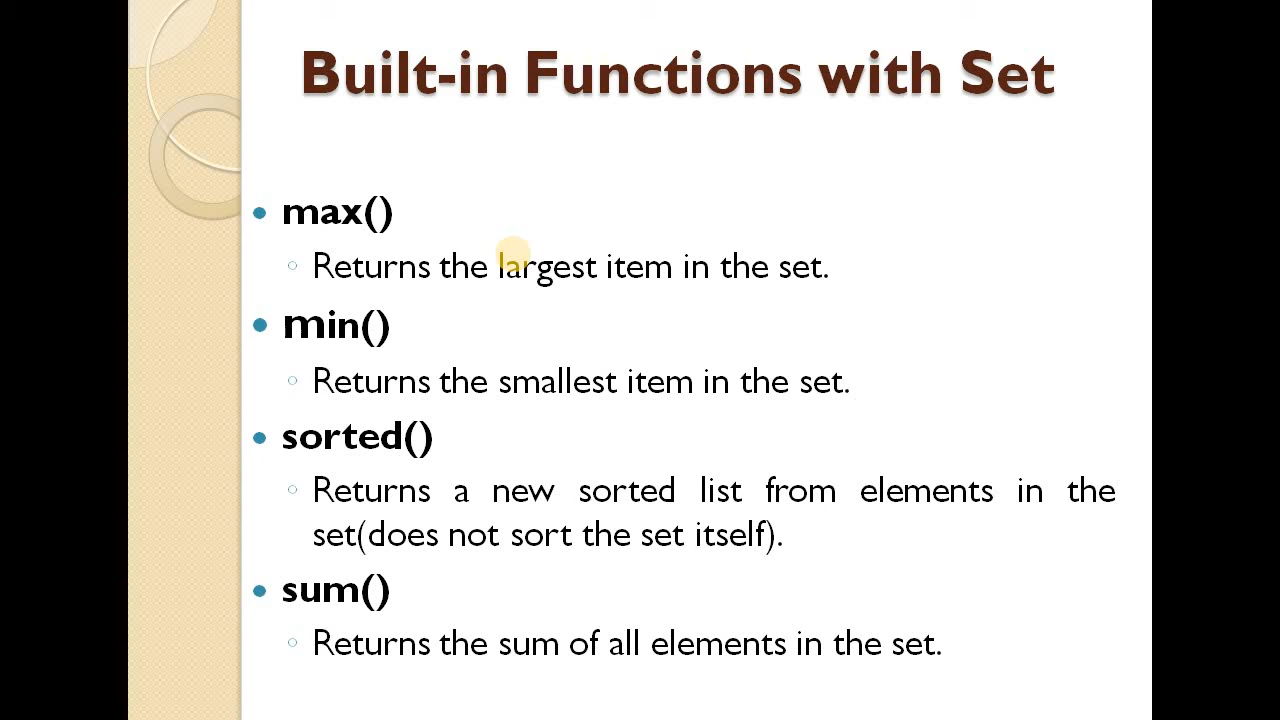 Built-in Functions with Set
max()
Returns the largest item in the set.
min()
Returns the smallest item in the set.
sorted()
Returns a new sorted list from elements in the
set(does not sort the set itself).
sum()
Returns the sum of all elements in the set.